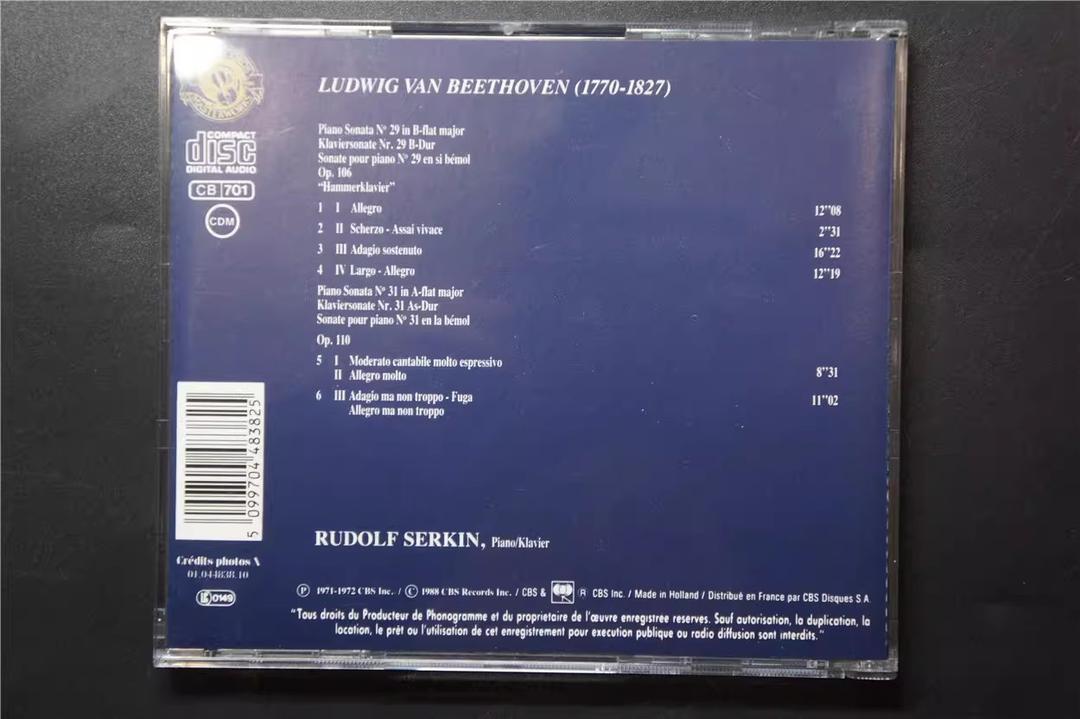 LUDWIG VAN BEETHOVEN (1770-1827)
COMPACT
disc
DIGITAL AUDIO
CB 701
CDM
Piano Sonata Nº 29 in B-flat major
Klaviersonate Nr. 29 B-Dur
Sonate pour piano Nº 29 en si bémol
Op. 106
"Hammerklavier"
1 I Allegro 12"08
2 II Scherzo - Assai vivace 2"31
3 III Adagio sostenuto 16"22
4 IV Largo - Allegro 12"19
Piano Sonata Nº 31 in A-flat major
Klaviersonate Nr. 31 As-Dur
Sonate pour piano Nº 31 en la bémol
Op. 110
5 I Moderato cantabile molto espressivo
II Allegro molto 8"31
6 III Adagio ma non troppo - Fuga 11"02
Allegro ma non troppo
5 099704 483825
RUDOLF SERKIN, Piano/Klavier
Crédits photos X
01.044838.10
0149
℗ 1971-1972 CBS Inc. / © 1988 CBS Records Inc. / CBS & ® CBS Inc. / Made in Holland / Distribué en France par CBS Disques S.A.
"Tous droits du Producteur de Phonogramme et du proprietaire de l'œuvre enregistrée reserves. Sauf autorisation, la duplication, la
location, le prêt ou l'utilisation de cet enregistrement pour execution publique ou radio diffusion sont interdits."